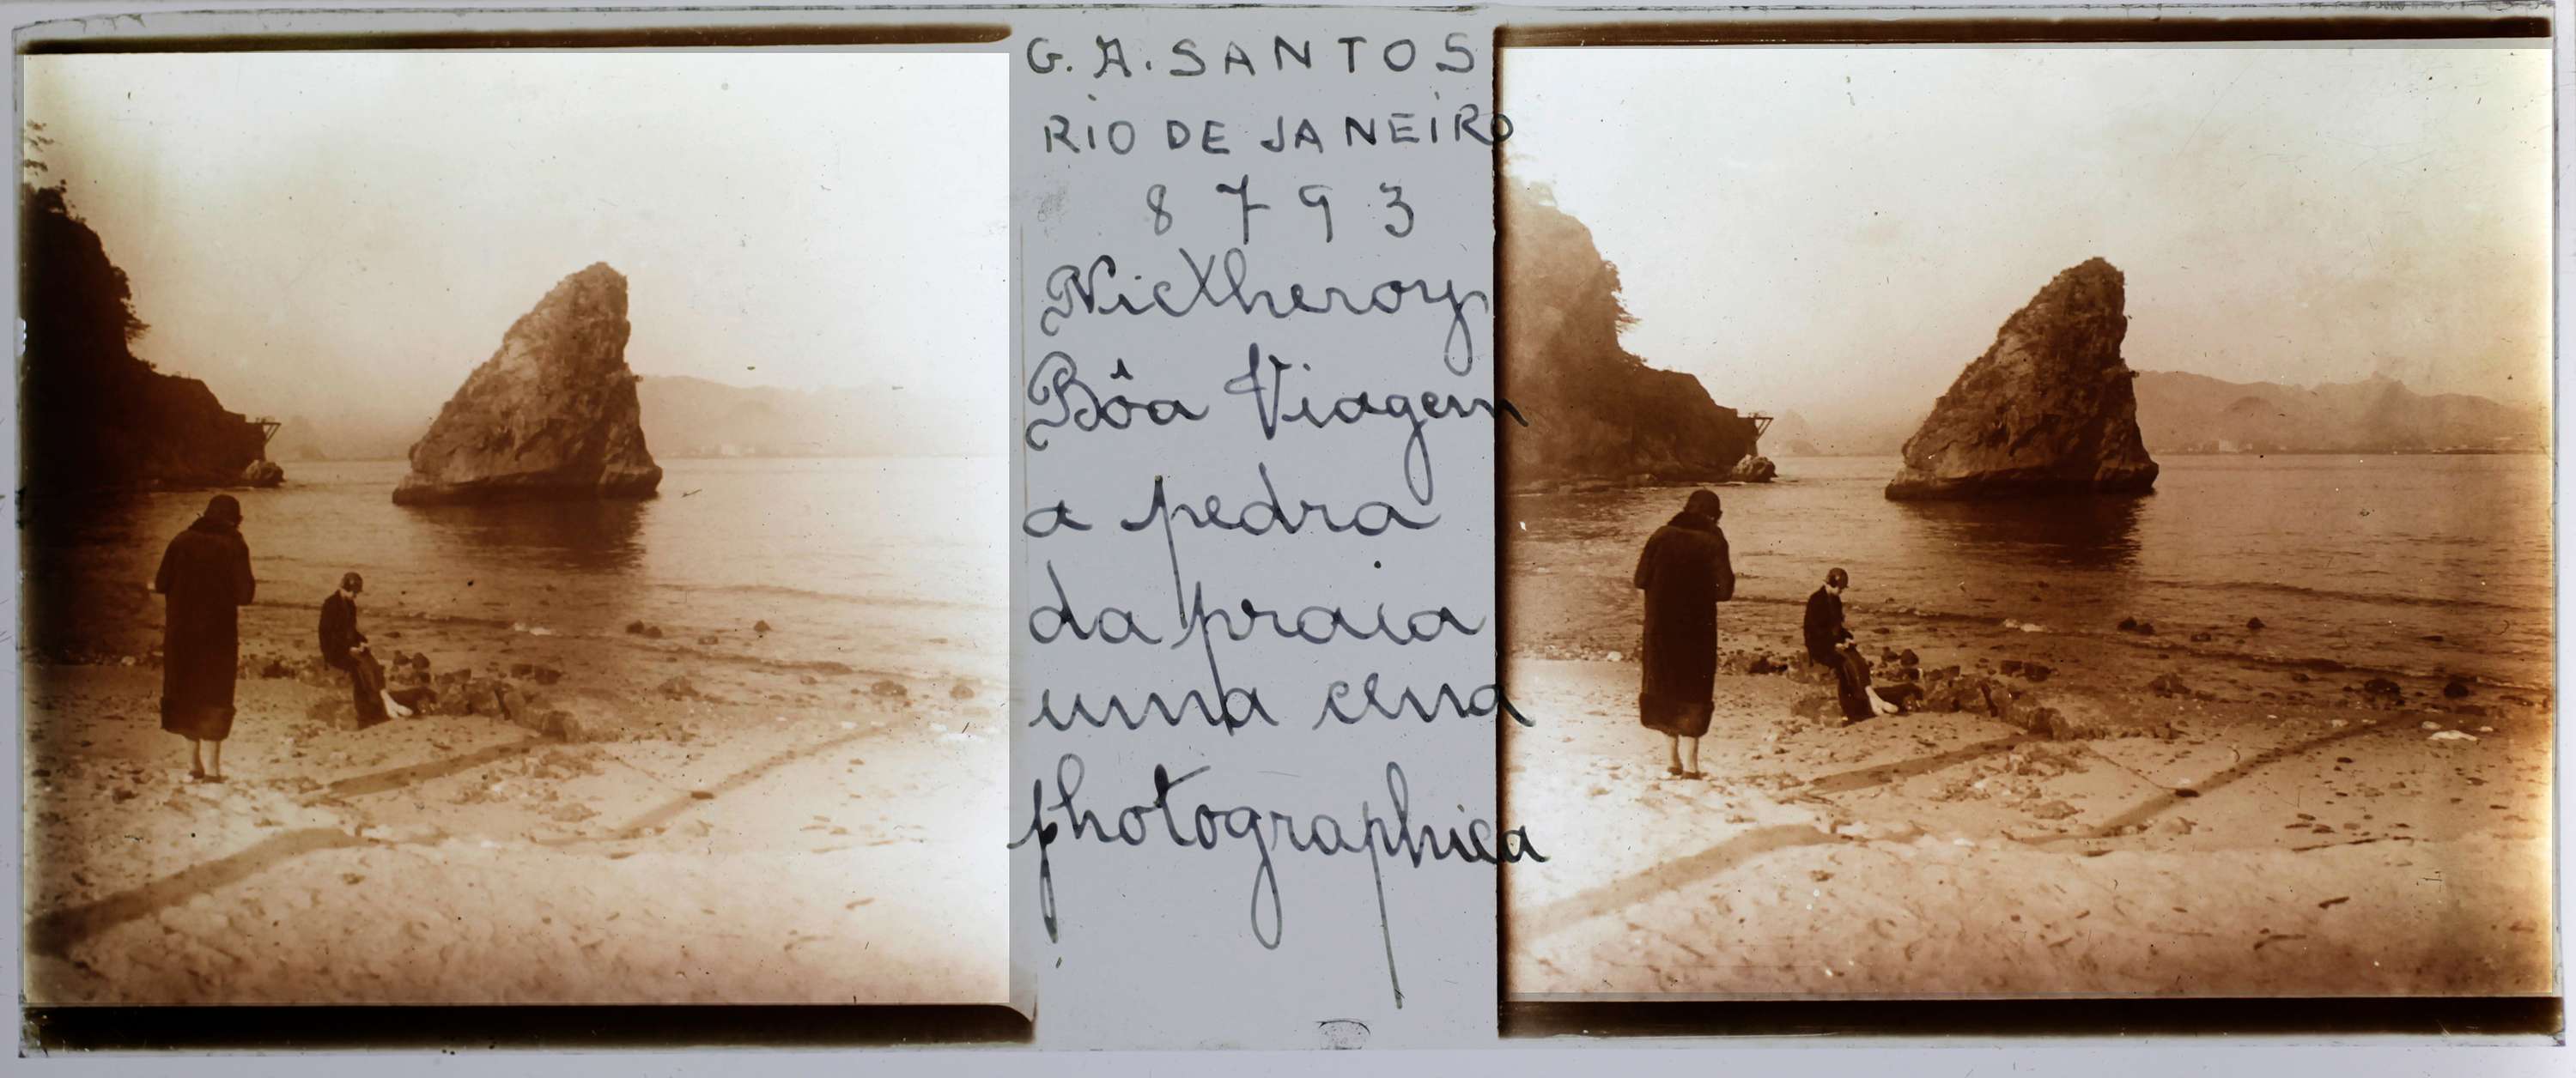 G. A. SANTOS
RIO DE JANEIRO
8793
Nictheroy
Bôa Viagem
a pedra
da praia
uma cena
photographica